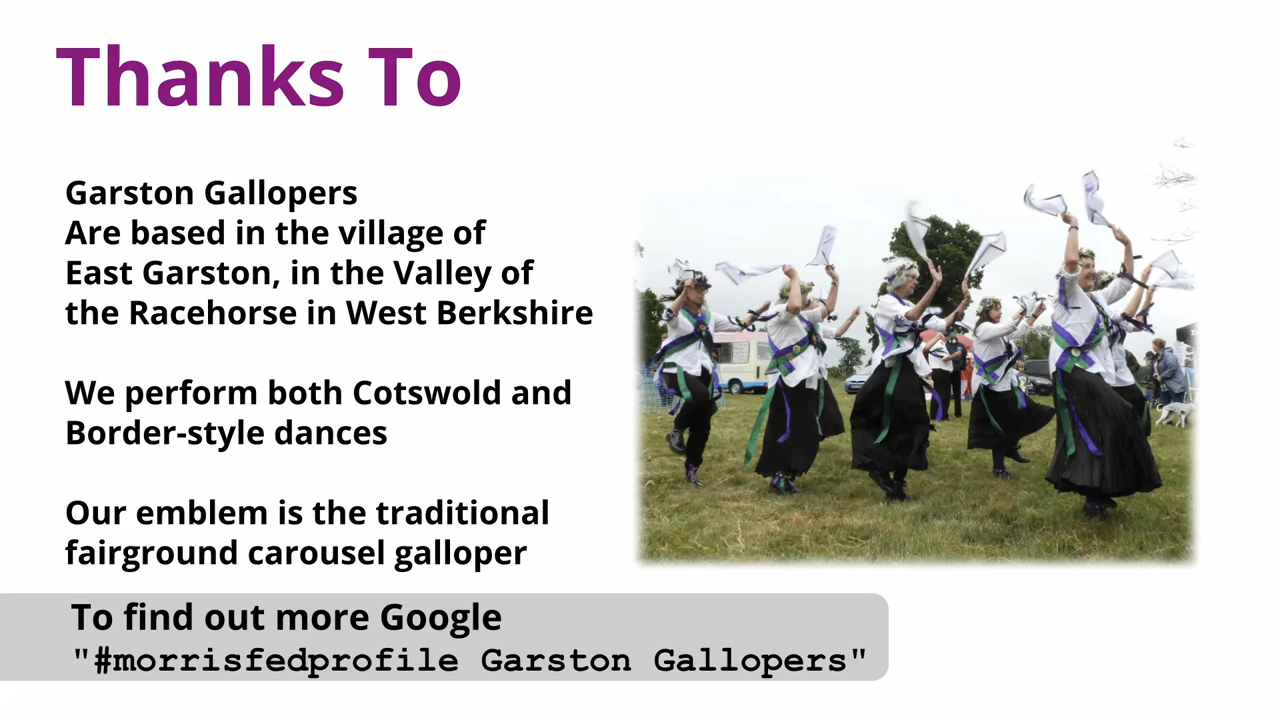 Thanks To
Garston Gallopers
Are based in the village of
East Garston, in the Valley of
the Racehorse in West Berkshire
We perform both Cotswold and
Border-style dances
Our emblem is the traditional
fairground carousel galloper
To find out more Google
"#morrisfedprofile Garston Gallopers"